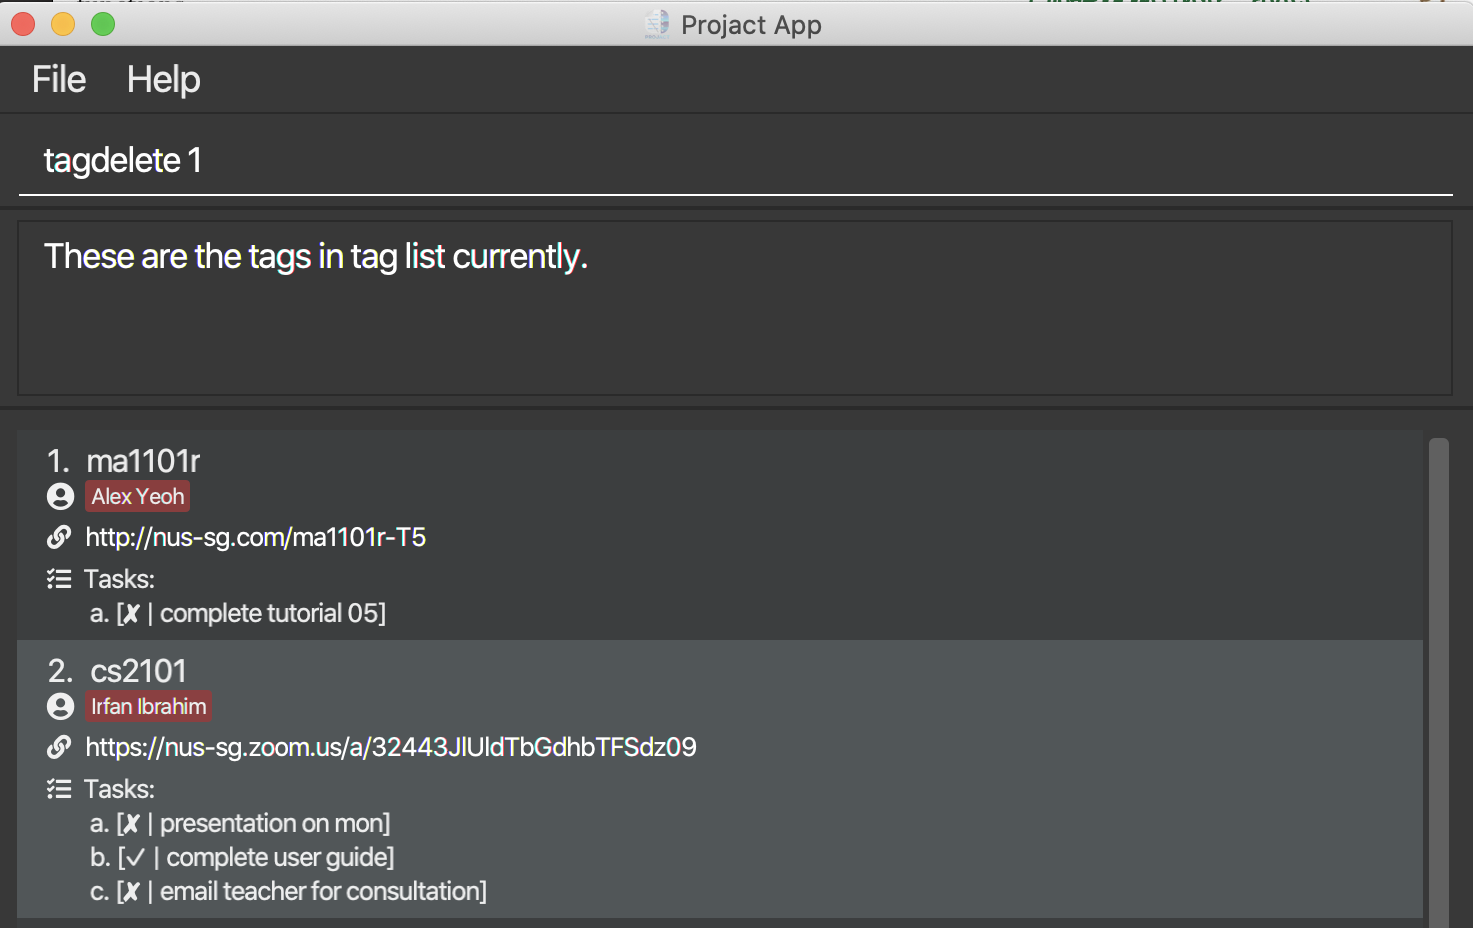 Projact App
File Help
tagdelete 1
These are the tags in tag list currently.
1. ma1101r
Alex Yeoh
http://nus-sg.com/ma1101r-T5
Tasks:
a. [✘ | complete tutorial 05]
2. cs2101
Irfan Ibrahim
https://nus-sg.zoom.us/a/32443JlUldTbGdhbTFSdz09
Tasks:
a. [✘ | presentation on mon]
b. [✓ | complete user guide]
c. [✘ | email teacher for consultation]